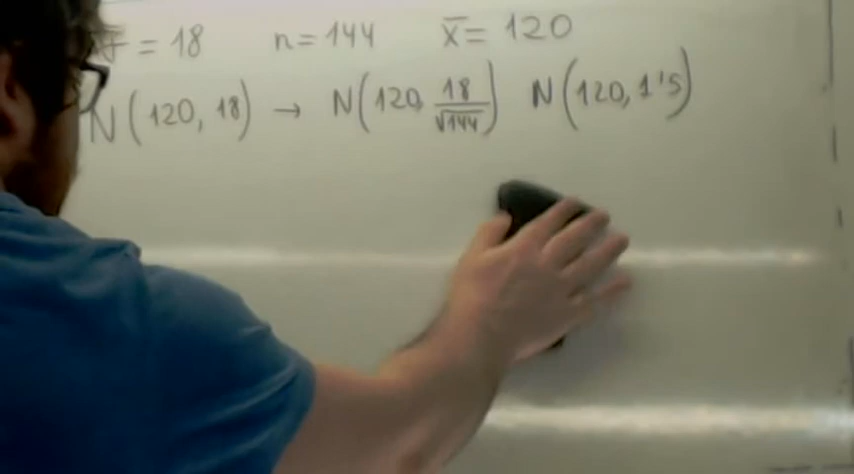 σ = 18 n = 144 x̄ = 120
N(120, 18) → N(120, 18/√144) N(120, 1'5)